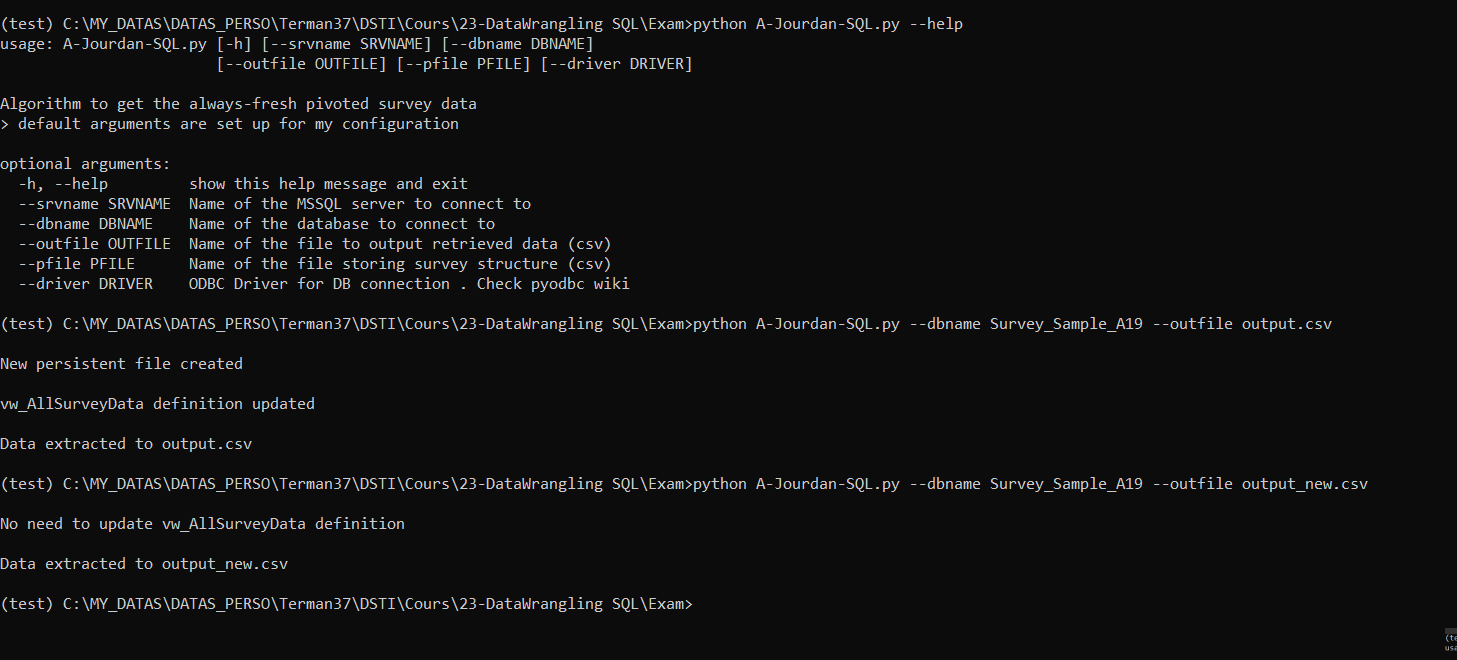 (test) C:\MY_DATAS\DATAS_PERSO\Terman37\DSTI\Cours\23-DataWrangling SQL\Exam>python A-Jourdan-SQL.py --help
usage: A-Jourdan-SQL.py [-h] [--srvname SRVNAME] [--dbname DBNAME]
[--outfile OUTFILE] [--pfile PFILE] [--driver DRIVER]
Algorithm to get the always-fresh pivoted survey data
> default arguments are set up for my configuration
optional arguments:
-h, --help show this help message and exit
--srvname SRVNAME Name of the MSSQL server to connect to
--dbname DBNAME Name of the database to connect to
--outfile OUTFILE Name of the file to output retrieved data (csv)
--pfile PFILE Name of the file storing survey structure (csv)
--driver DRIVER ODBC Driver for DB connection . Check pyodbc wiki
(test) C:\MY_DATAS\DATAS_PERSO\Terman37\DSTI\Cours\23-DataWrangling SQL\Exam>python A-Jourdan-SQL.py --dbname Survey_Sample_A19 --outfile output.csv
New persistent file created
vw_AllSurveyData definition updated
Data extracted to output.csv
(test) C:\MY_DATAS\DATAS_PERSO\Terman37\DSTI\Cours\23-DataWrangling SQL\Exam>python A-Jourdan-SQL.py --dbname Survey_Sample_A19 --outfile output_new.csv
No need to update vw_AllSurveyData definition
Data extracted to output_new.csv
(test) C:\MY_DATAS\DATAS_PERSO\Terman37\DSTI\Cours\23-DataWrangling SQL\Exam>